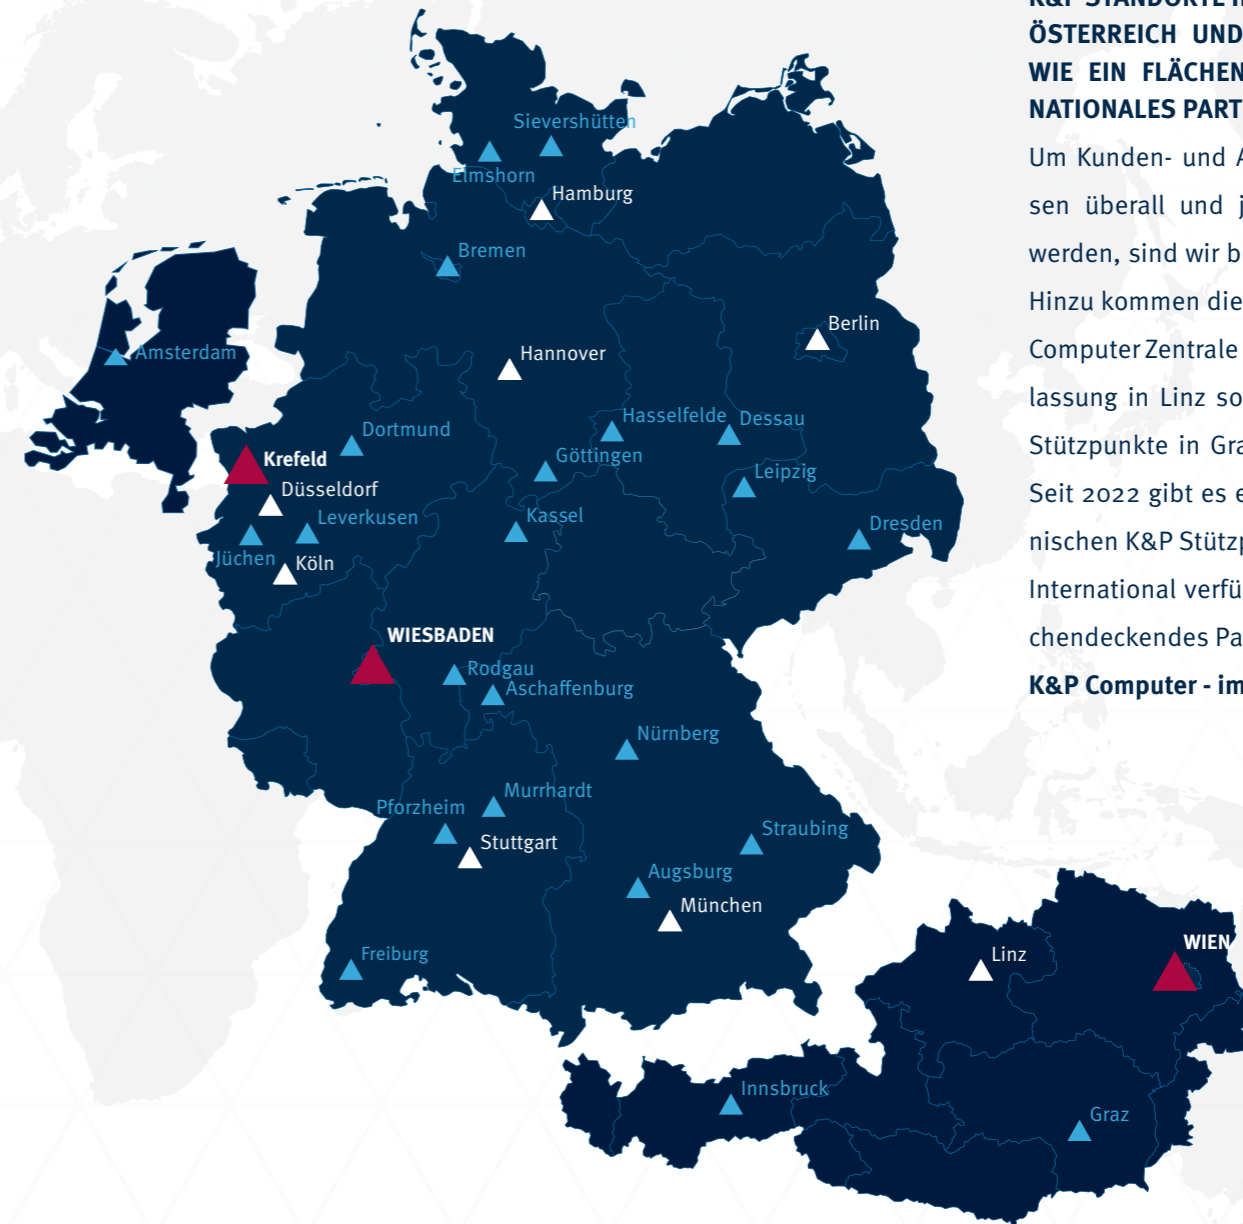 K&P STANDORTE I
ÖSTERREICH UND
WIE EIN FLÄCHEN
NATIONALES PART
Um Kunden- und A
sen überall und j
werden, sind wir b
Hinzu kommen die
Computer Zentrale
lassung in Linz so
Stützpunkte in Gra
Seit 2022 gibt es e
nischen K&P Stützp
International verfü
chendeckendes Pa
K&P Computer - im
Sievershütten
Elmshorn
Hamburg
Bremen
Berlin
Amsterdam
Hannover
Hasselfelde
Dessau
Dortmund
Göttingen
Krefeld
Leipzig
Düsseldorf
Leverkusen
Kassel
Dresden
Jüchen
Köln
WIESBADEN
Rodgau
Aschaffenburg
Nürnberg
Murrhardt
Pforzheim
Straubing
Stuttgart
Augsburg
München
Freiburg
Linz
WIEN
Innsbruck
Graz